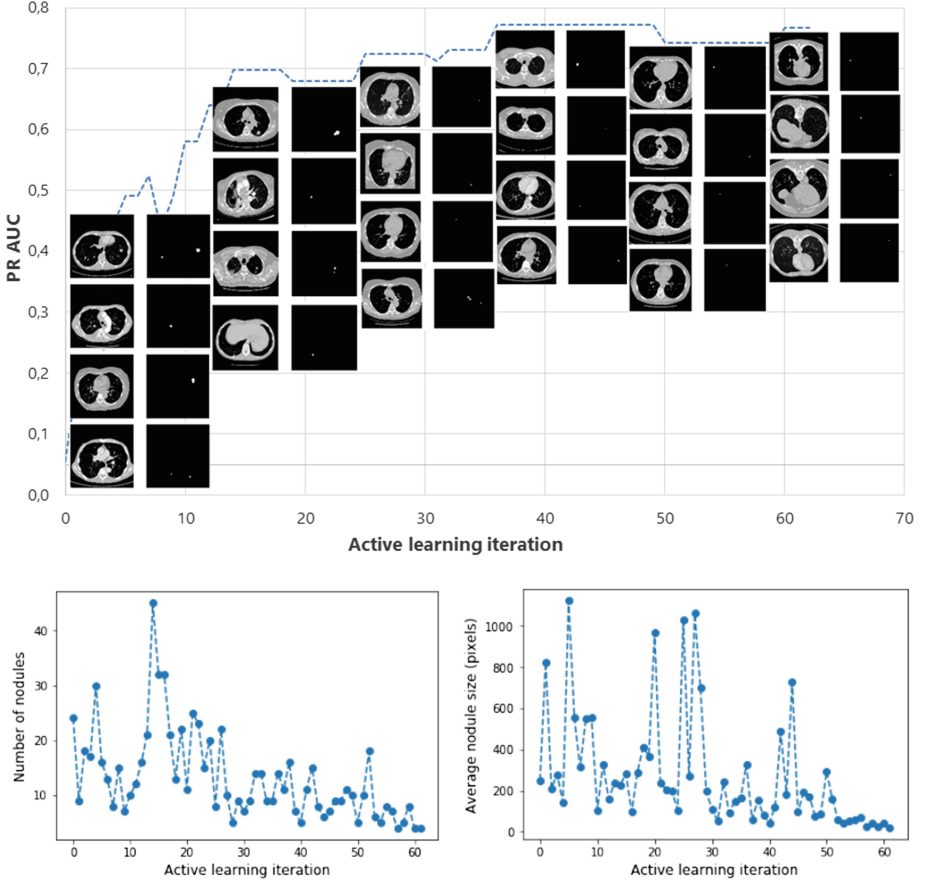 0,8
0,7
0,6
0,5
0,4
0,3
0,2
0,1
0,0
PR AUC
0 10 20 30 40 50 60 70
Active learning iteration
40
30
20
10
Number of nodules
0 10 20 30 40 50 60
Active learning iteration
1000
800
600
400
200
0
Average nodule size (pixels)
0 10 20 30 40 50 60
Active learning iteration